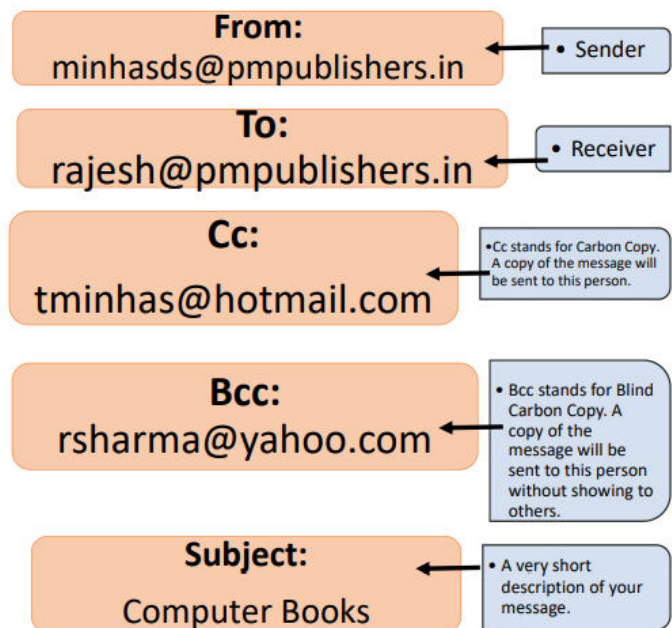 From:
minhasds@pmpublishers.in
• Sender
To:
rajesh@pmpublishers.in
• Receiver
Cc:
tminhas@hotmail.com
•Cc stands for Carbon Copy.
A copy of the message will
be sent to this person.
Bcc:
rsharma@yahoo.com
• Bcc stands for Blind
Carbon Copy. A
copy of the
message will be
sent to this person
without showing to
others.
Subject:
Computer Books
• A very short
description of your
message.